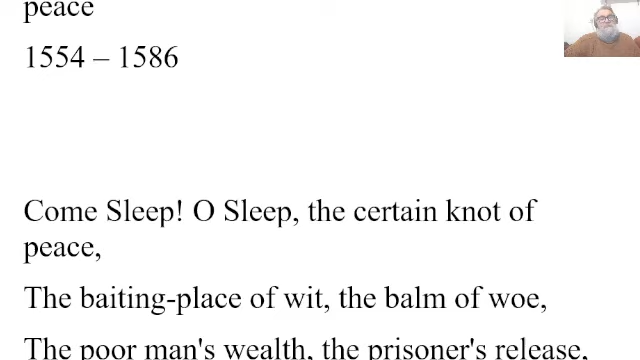 peace
1554 – 1586
Come Sleep! O Sleep, the certain knot of
peace,
The baiting-place of wit, the balm of woe,
The poor man's wealth, the prisoner's release,